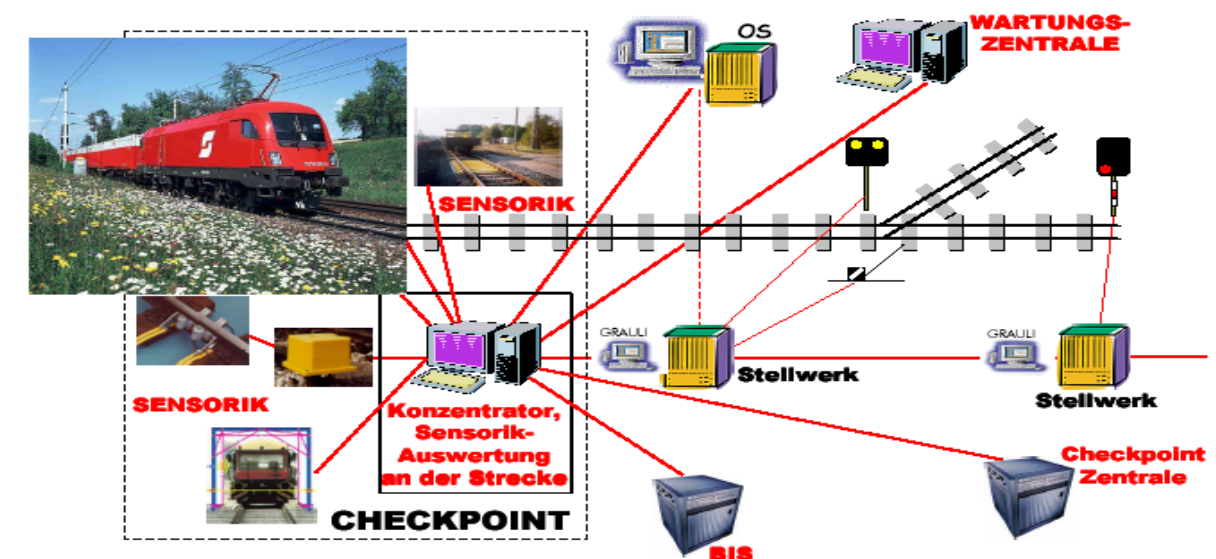 OS
WARTUNGS-
ZENTRALE
SENSORIK
GRAULI
Stellwerk
GRAULI
Stellwerk
SENSORIK
Konzentrator,
Sensorik-
Auswertung
an der Strecke
CHECKPOINT
Checkpoint
Zentrale
BIS